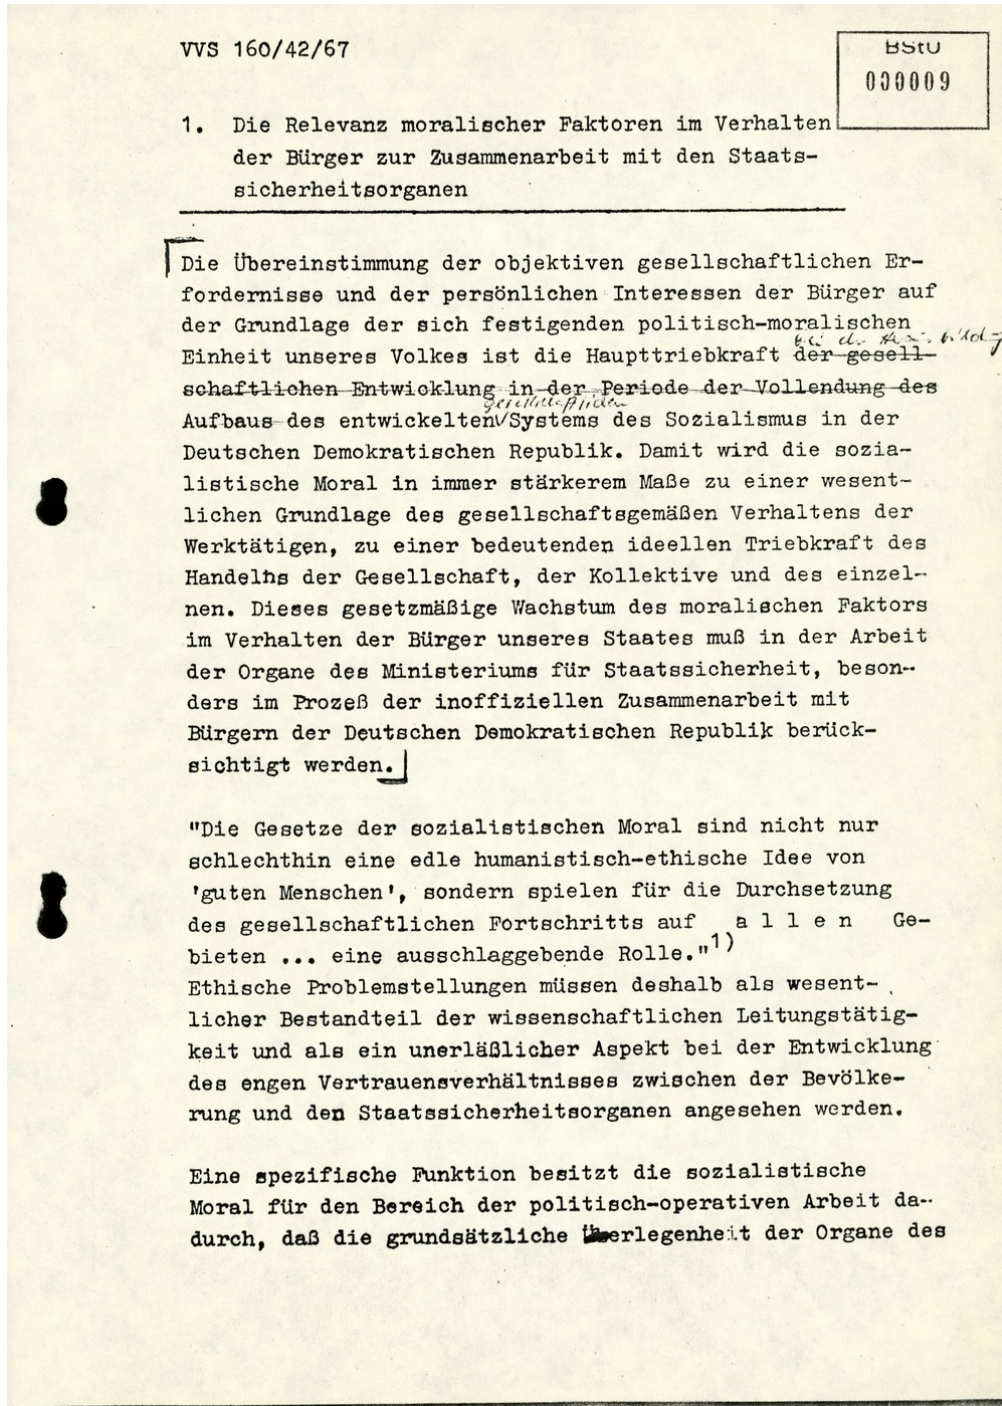 VVS 160/42/67
BStU
000009
1. Die Relevanz moralischer Faktoren im Verhalten
der Bürger zur Zusammenarbeit mit den Staats-
sicherheitsorganen
Die Übereinstimmung der objektiven gesellschaftlichen Er-
fordernisse und der persönlichen Interessen der Bürger auf
der Grundlage der sich festigenden politisch-moralischen
bei der
Einheit unseres Volkes ist die Haupttriebkraft der gesell-
schaftlichen Entwicklung in der Periode der Vollendung des
gesellschaftlichen
Aufbaus des entwickelten Systems des Sozialismus in der
Deutschen Demokratischen Republik. Damit wird die sozia-
listische Moral in immer stärkerem Maße zu einer wesent-
lichen Grundlage des gesellschaftsgemäßen Verhaltens der
Werktätigen, zu einer bedeutenden ideellen Triebkraft des
Handelns der Gesellschaft, der Kollektive und des einzel-
nen. Dieses gesetzmäßige Wachstum des moralischen Faktors
im Verhalten der Bürger unseres Staates muß in der Arbeit
der Organe des Ministeriums für Staatssicherheit, beson-
ders im Prozeß der inoffiziellen Zusammenarbeit mit
Bürgern der Deutschen Demokratischen Republik berück-
sichtigt werden.
"Die Gesetze der sozialistischen Moral sind nicht nur
schlechthin eine edle humanistisch-ethische Idee von
'guten Menschen', sondern spielen für die Durchsetzung
des gesellschaftlichen Fortschritts auf a l l e n Ge-
bieten ... eine ausschlaggebende Rolle."1)
Ethische Problemstellungen müssen deshalb als wesent-
licher Bestandteil der wissenschaftlichen Leitungstätig-
keit und als ein unerläßlicher Aspekt bei der Entwicklung
des engen Vertrauensverhältnisses zwischen der Bevölke-
rung und den Staatssicherheitsorganen angesehen werden.
Eine spezifische Funktion besitzt die sozialistische
Moral für den Bereich der politisch-operativen Arbeit da-
durch, daß die grundsätzliche Überlegenheit der Organe des